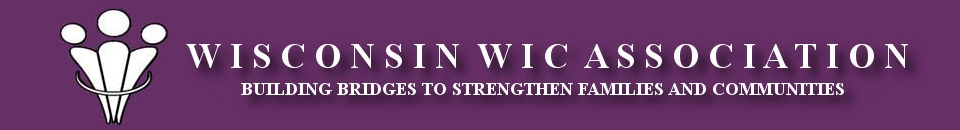 WISCONSIN WIC ASSOCIATION
BUILDING BRIDGES TO STRENGTHEN FAMILIES AND COMMUNITIES